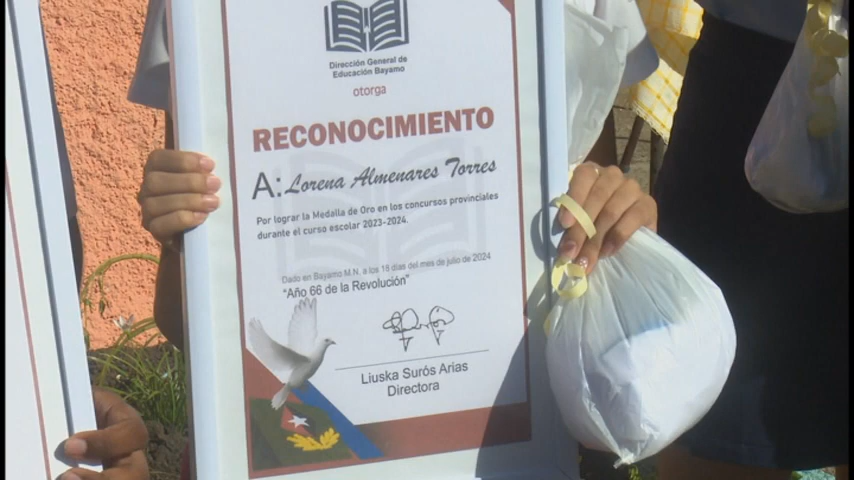 Dirección General de
Educación Bayamo
otorga
RECONOCIMIENTO
A: Lorena Almenares Torres
Por lograr la Medalla de Oro en los concursos provinciales
durante el curso escolar 2023-2024.
Dado en Bayamo M.N. a los 16 días del mes de julio de 2024
"Año 66 de la Revolución"
Liuska Surós Arias
Directora